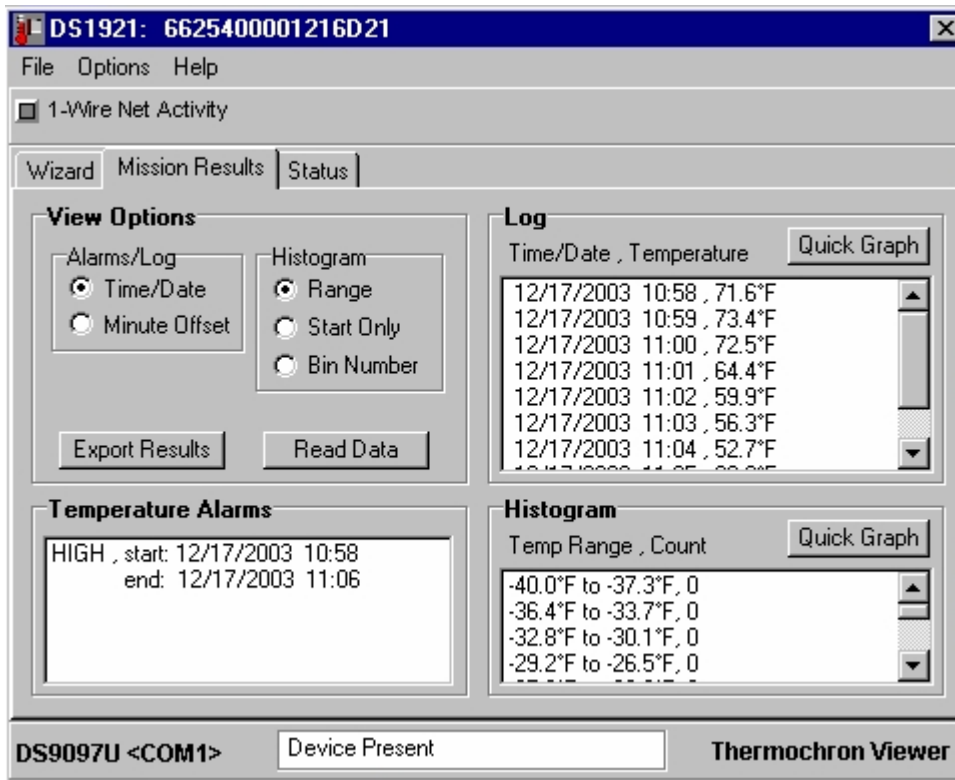 DS1921: 6625400001216D21
File Options Help
1-Wire Net Activity
Wizard Mission Results Status
View Options
Alarms/Log
Time/Date
Minute Offset
Histogram
Range
Start Only
Bin Number
Export Results Read Data
Log
Time/Date , Temperature Quick Graph
12/17/2003 10:58 , 71.6°F
12/17/2003 10:59 , 73.4°F
12/17/2003 11:00 , 72.5°F
12/17/2003 11:01 , 64.4°F
12/17/2003 11:02 , 59.9°F
12/17/2003 11:03 , 56.3°F
12/17/2003 11:04 , 52.7°F
Temperature Alarms
HIGH , start: 12/17/2003 10:58
end: 12/17/2003 11:06
Histogram
Temp Range , Count Quick Graph
-40.0°F to -37.3°F, 0
-36.4°F to -33.7°F, 0
-32.8°F to -30.1°F, 0
-29.2°F to -26.5°F, 0
DS9097U <COM1> Device Present Thermochron Viewer